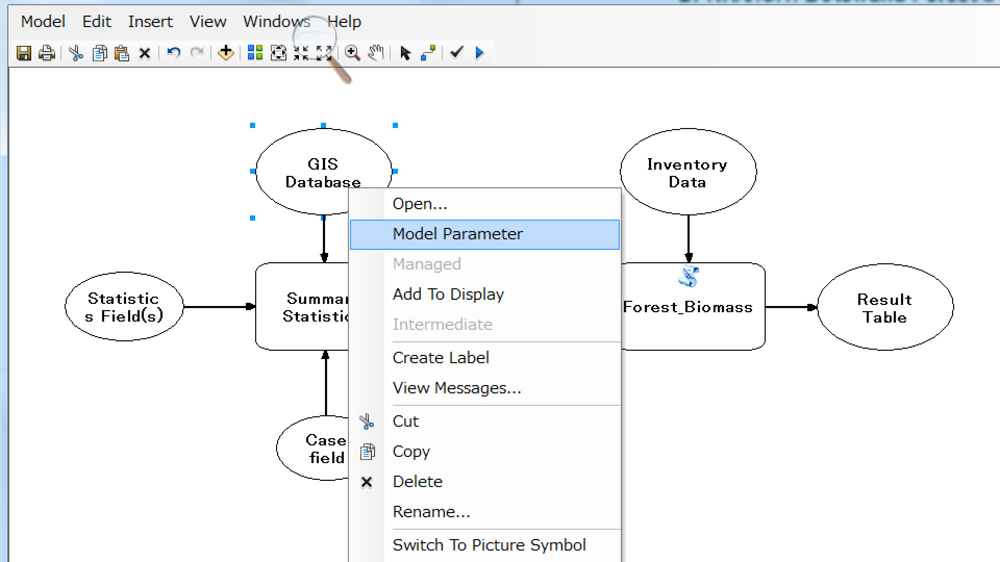 Model Edit Insert View Windows Help
GIS
Database
Inventory
Data
Statistic
s Field(s)
Summar
Statistic
Forest_Biomass
Result
Table
Case
field
Open...
Model Parameter
Managed
Add To Display
Intermediate
Create Label
View Messages...
Cut
Copy
Delete
Rename...
Switch To Picture Symbol